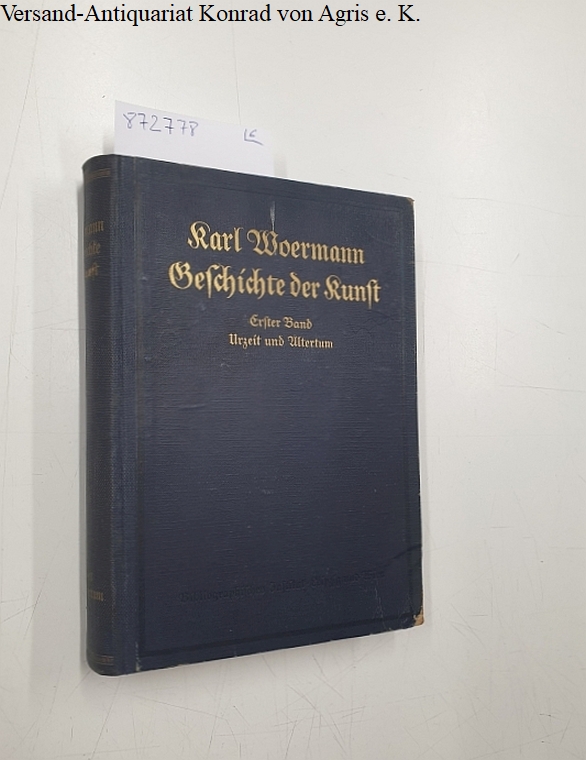 Versand-Antiquariat Konrad von Agris e. K.
872778
Karl Woermann
Geschichte der Kunst
Erster Band
Urzeit und Altertum